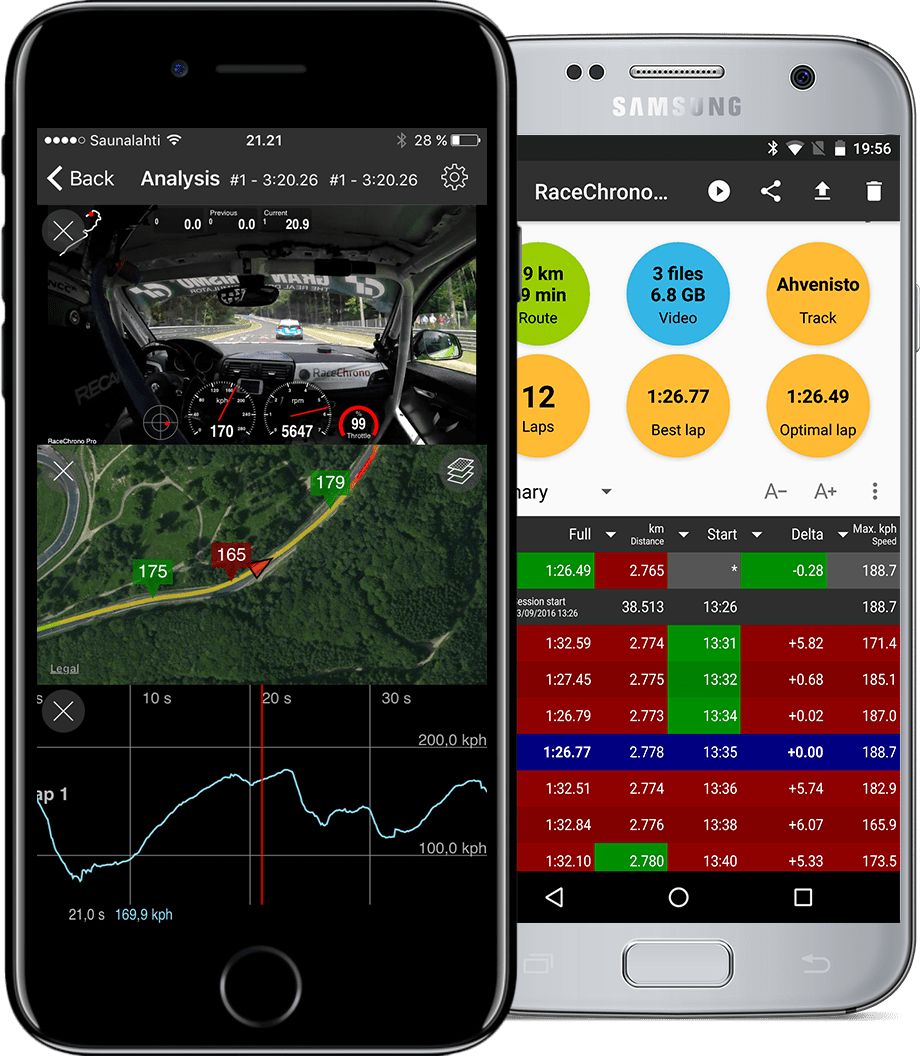 Saunalahti
21.21
28 %
Back
Analysis #1 - 3:20.26 #1 - 3:20.26
Previous
Current
0 0.0 0 0.0 1 20.9
GT GRAN
NISMO
THE REAL
RECARO
RaceChrono
kph
170
rpm
5647
%
99
Throttle
RaceChrono Pro
179
165
175
Legal
s 10 s 20 s 30 s
200,0 kph
ap 1
100,0 kph
21,0 s 169,9 kph
SAMSUNG
19:56
RaceChrono...
9 km
9 min
Route
3 files
6.8 GB
Video
Ahvenisto
Track
12
Laps
1:26.77
Best lap
1:26.49
Optimal lap
nary
A− A+
Full km Distance Start Delta Max. kph Speed
1:26.49 2.765 * -0.28 188.7
ession start
3/09/2016 13:26
38.513 13:26 188.7
1:32.59 2.774 13:31 +5.82 171.4
1:27.45 2.775 13:32 +0.68 185.1
1:26.79 2.773 13:34 +0.02 187.0
1:26.77 2.778 13:35 +0.00 188.7
1:32.51 2.774 13:36 +5.74 182.9
1:32.84 2.776 13:38 +6.07 165.9
1:32.10 2.780 13:40 +5.33 173.5